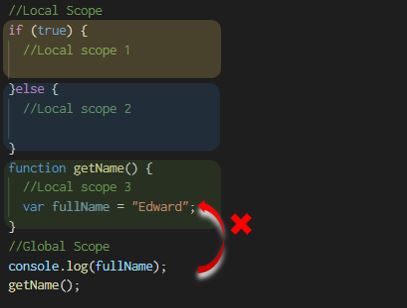 //Local Scope
if (true) {
//Local scope 1
}else {
//Local scope 2
}
function getName() {
//Local scope 3
var fullName = "Edward";
}
//Global Scope
console.log(fullName);
getName();